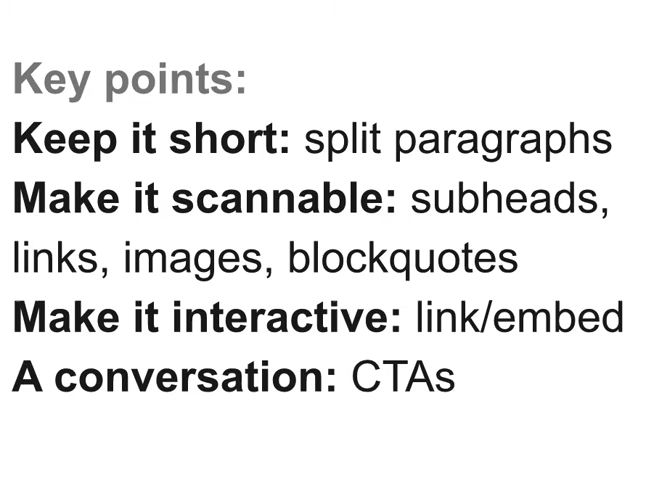 Key points:
Keep it short: split paragraphs
Make it scannable: subheads,
links, images, blockquotes
Make it interactive: link/embed
A conversation: CTAs